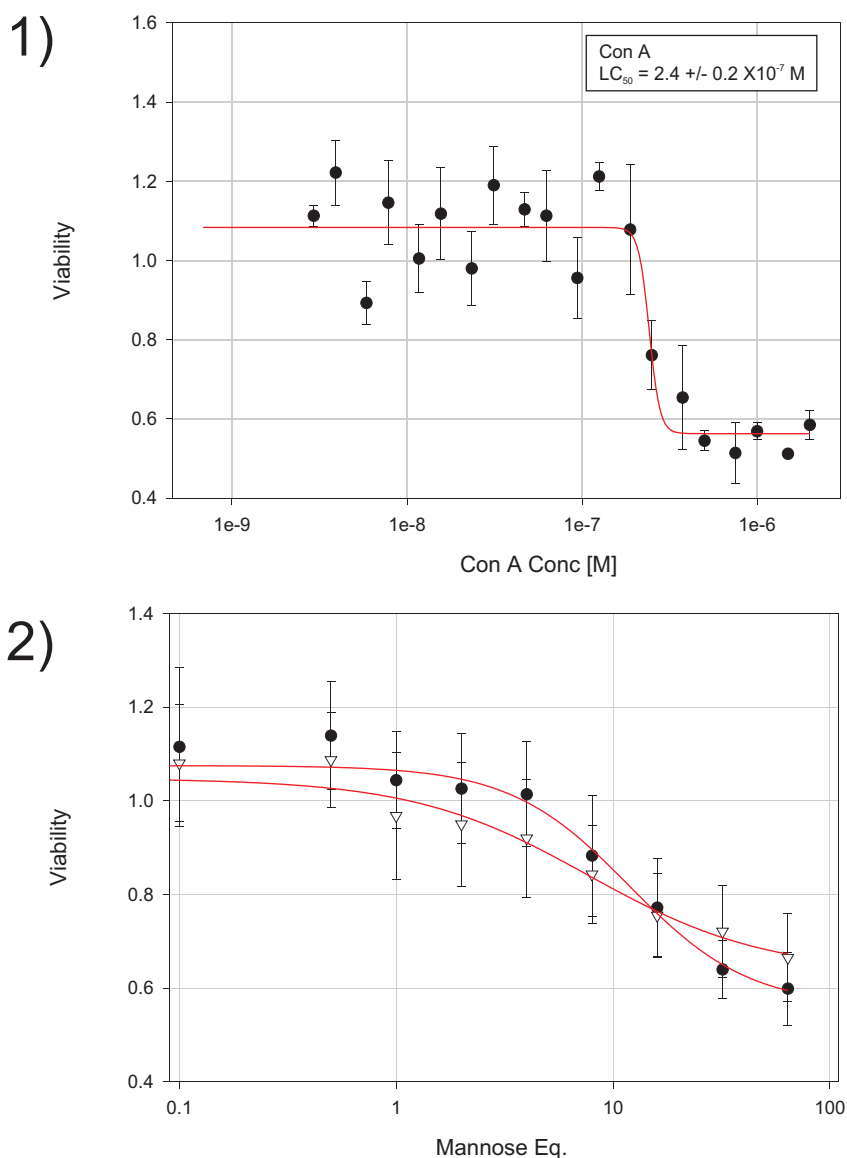 1)
1.6
1.4
1.2
1.0
0.8
0.6
0.4
Viability
Con A
LC50 = 2.4 +/- 0.2 X10-7 M
1e-9
1e-8
1e-7
1e-6
Con A Conc [M]
2)
1.4
1.2
1.0
0.8
0.6
0.4
Viability
0.1
1
10
100
Mannose Eq.